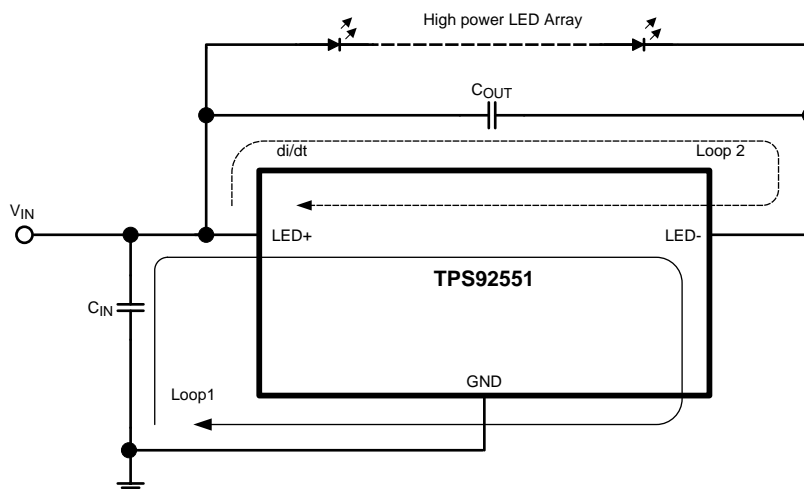 High power LED Array
COUT
di/dt
Loop 2
VIN
LED+
LED-
TPS92551
CIN
GND
Loop1